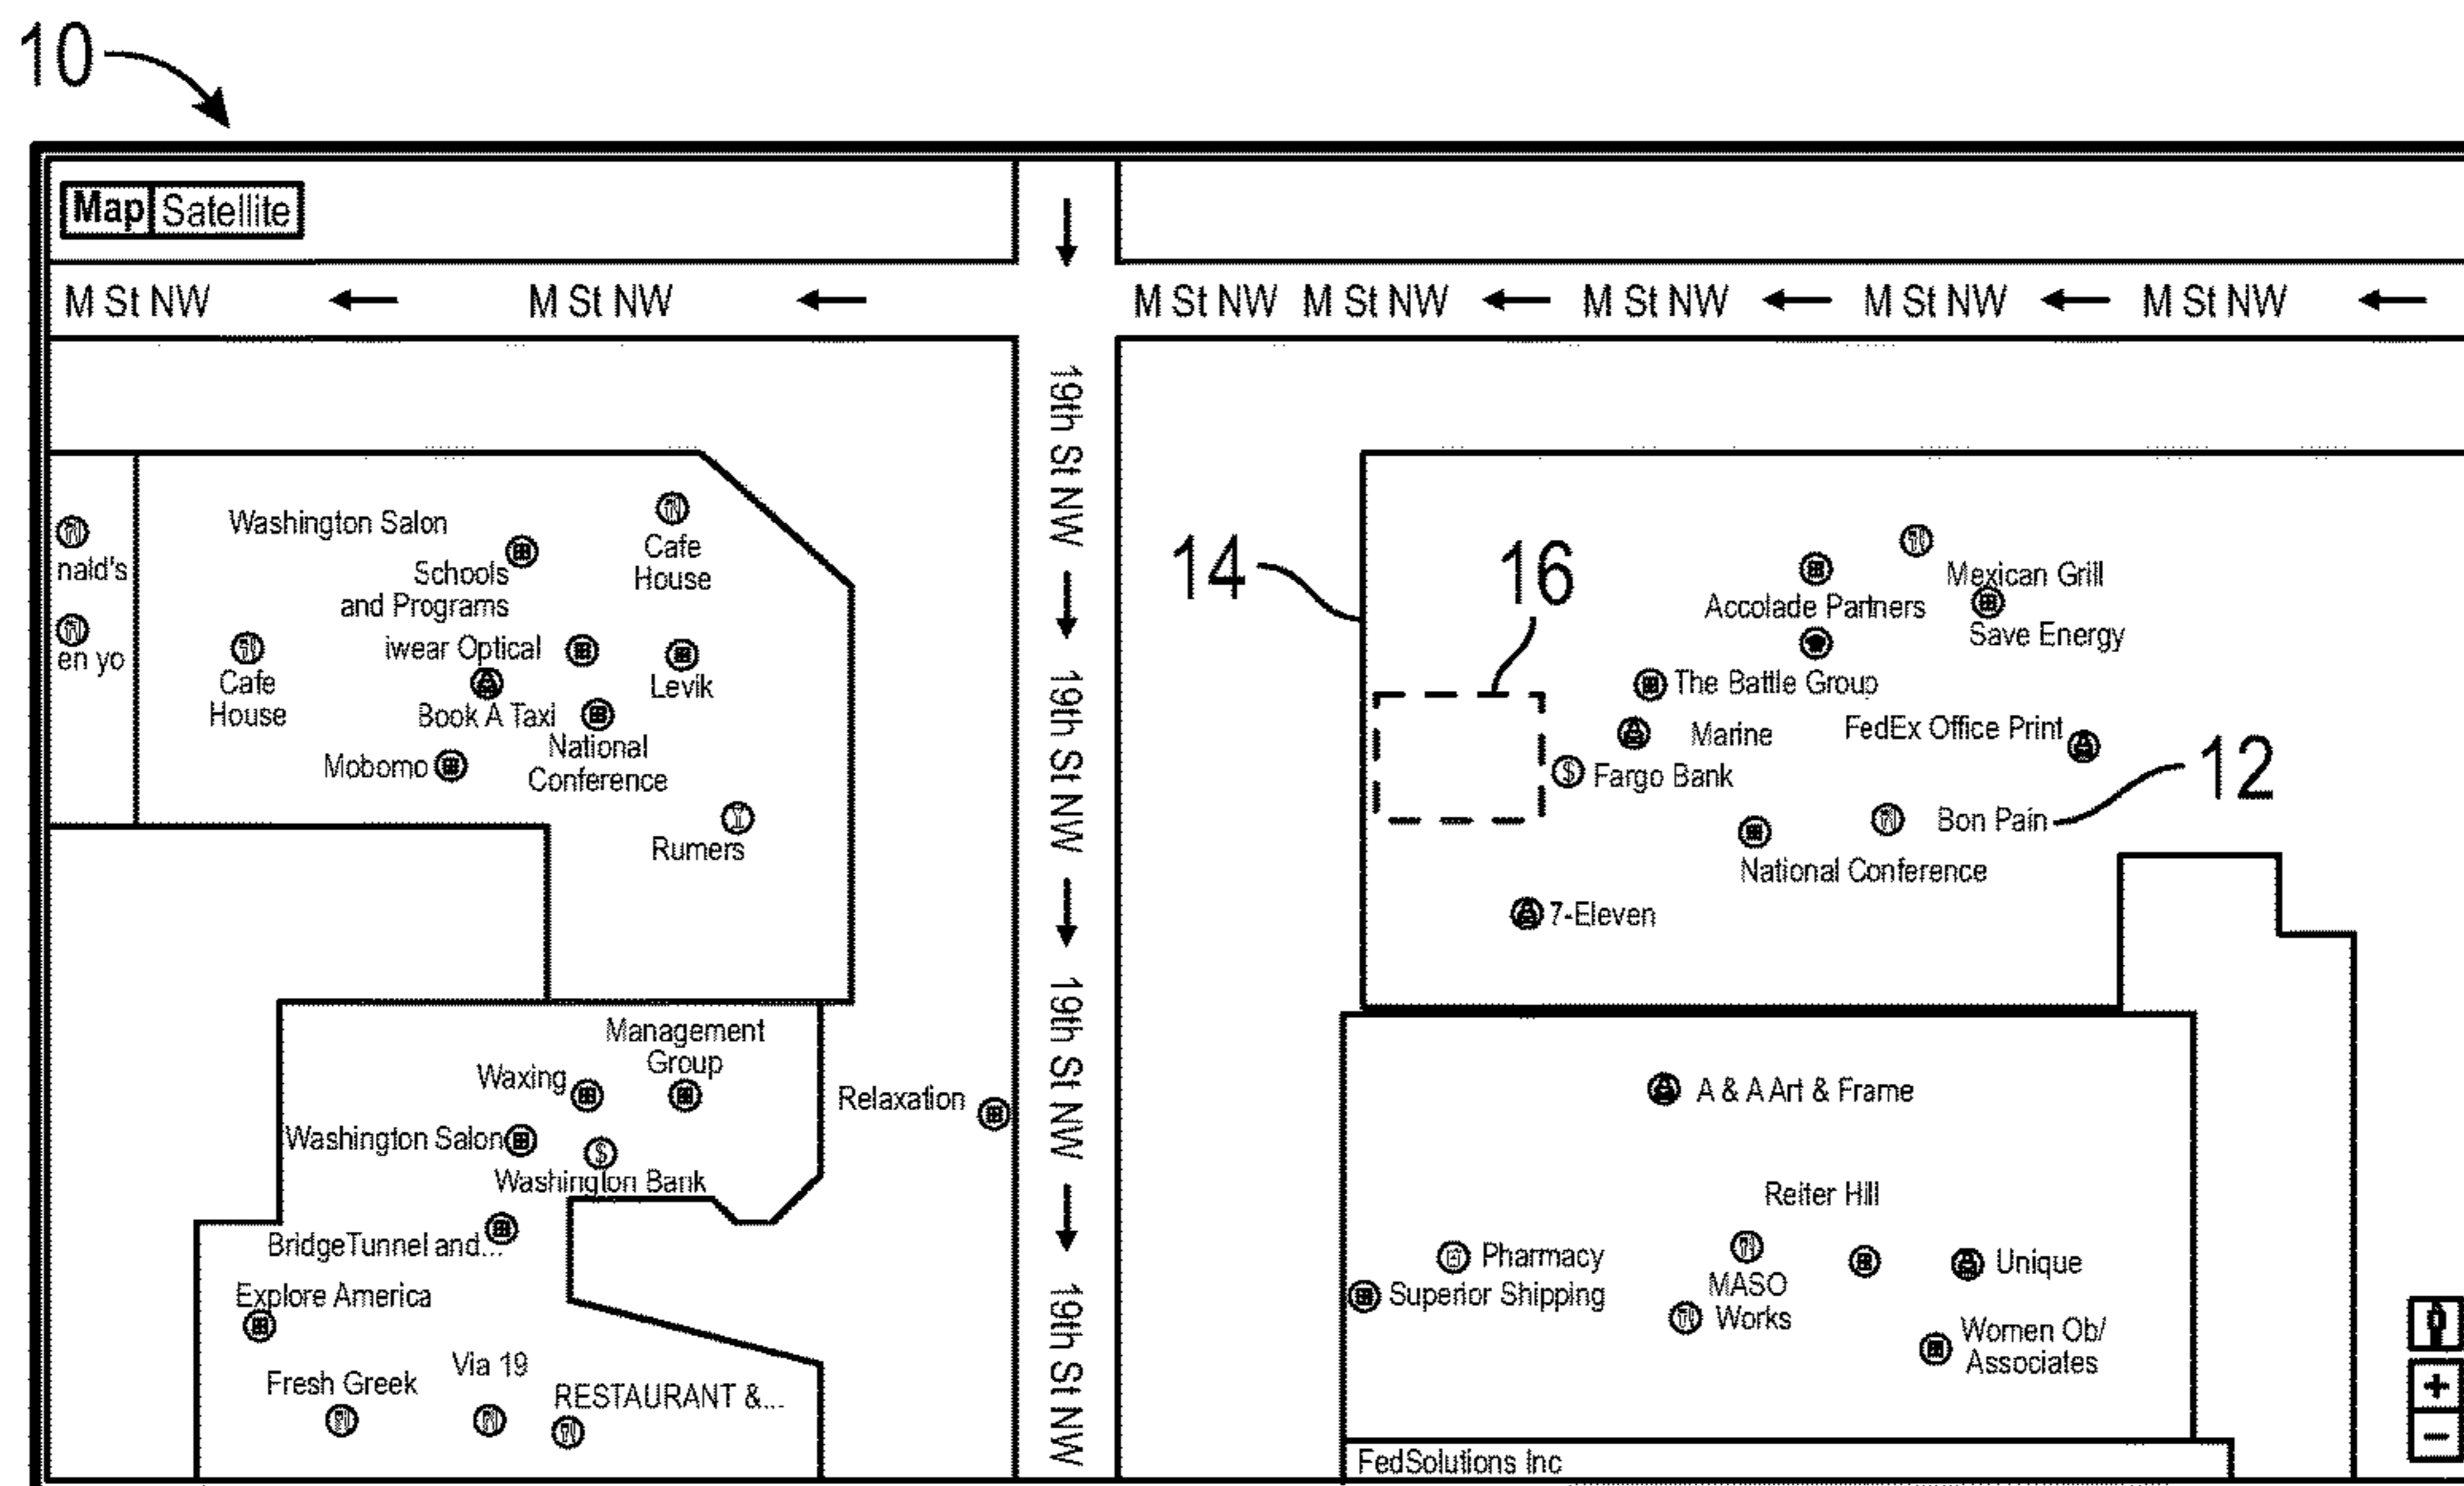 10
Map Satellite
M St NW M St NW M St NW M St NW M St NW M St NW M St NW
19th St NW
19th St NW
19th St NW
19th St NW
nald's
en yo
Washington Salon
Schools
and Programs
Cafe
House
iwear Optical
Levik
Cafe
House
Book A Taxi
National
Conference
Mobomo
Rumers
Management
Group
Waxing
Washington Salon
$
Washington Bank
BridgeTunnel and...
Explore America
Fresh Greek
Via 19
RESTAURANT &...
Relaxation
14
16
Mexican Grill
Accolade Partners
Save Energy
The Battle Group
Marine
FedEx Office Print
12
$ Fargo Bank
Bon Pain
National Conference
7-Eleven
A & A Art & Frame
Reiter Hill
Pharmacy
Superior Shipping
MASO
Works
Unique
Women Ob/
Associates
FedSolutions Inc
+
−